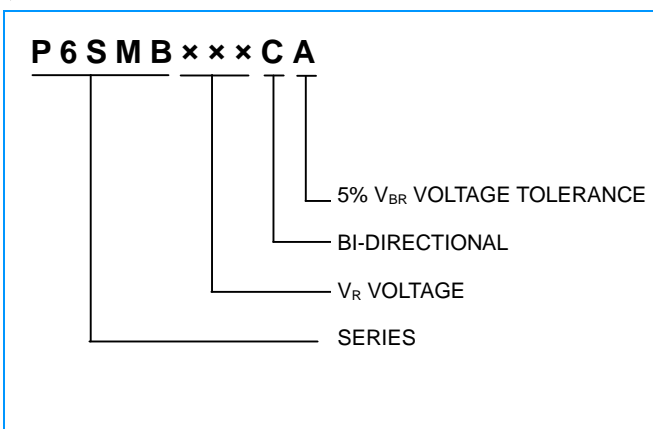 P6SMB×××CA
5% VBR VOLTAGE TOLERANCE
BI-DIRECTIONAL
VR VOLTAGE
SERIES